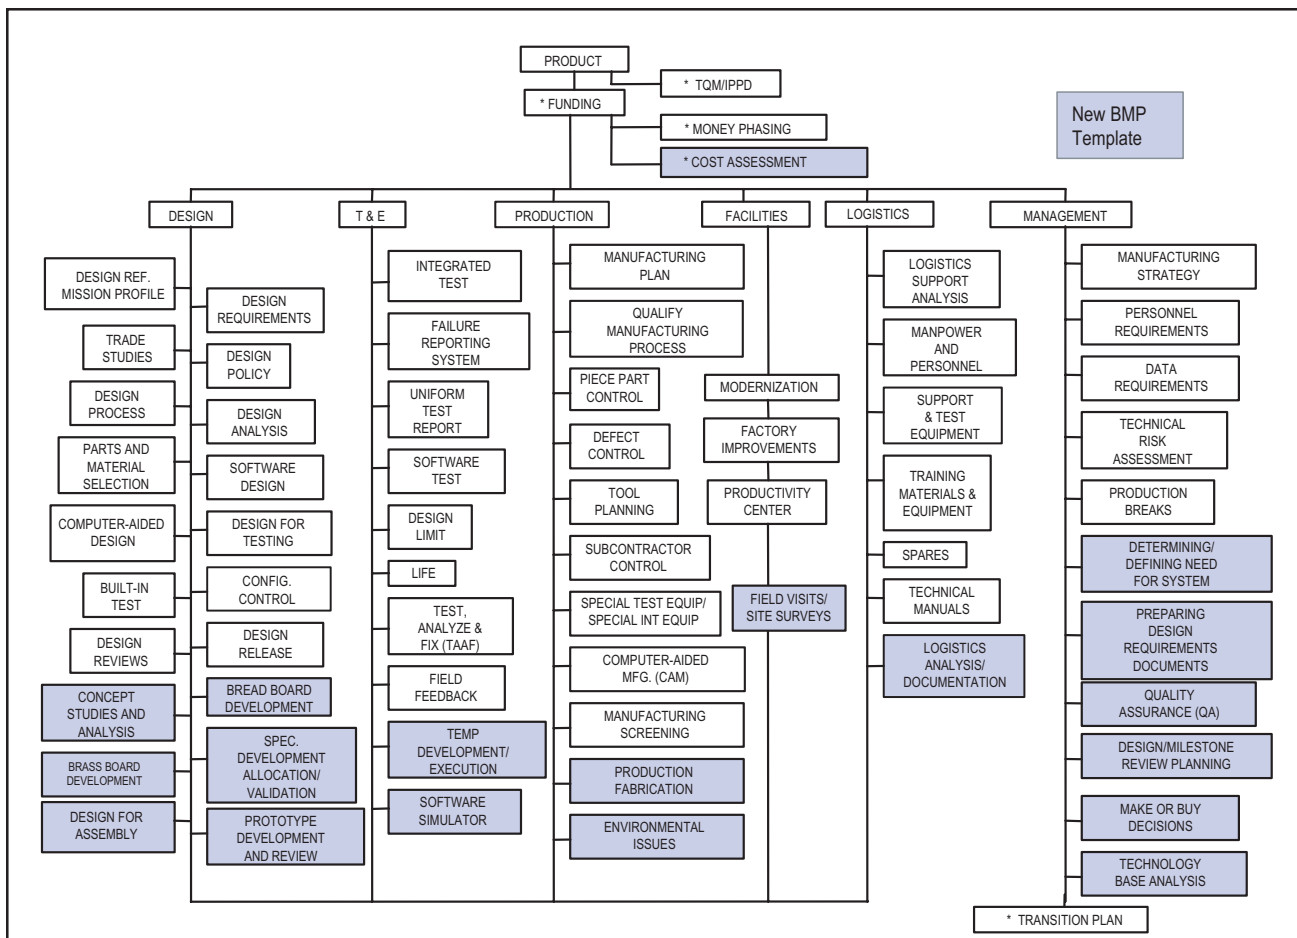 PRODUCT
* TQM/IPPD
* FUNDING
* MONEY PHASING
* COST ASSESSMENT
New BMP
Template
DESIGN
T & E
PRODUCTION
FACILITIES
LOGISTICS
MANAGEMENT
DESIGN REF.
MISSION PROFILE
DESIGN
REQUIREMENTS
TRADE
STUDIES
DESIGN
POLICY
DESIGN
PROCESS
DESIGN
ANALYSIS
PARTS AND
MATERIAL
SELECTION
SOFTWARE
DESIGN
COMPUTER-AIDED
DESIGN
DESIGN FOR
TESTING
BUILT-IN
TEST
CONFIG.
CONTROL
DESIGN
REVIEWS
DESIGN
RELEASE
CONCEPT
STUDIES AND
ANALYSIS
BREAD BOARD
DEVELOPMENT
BRASS BOARD
DEVELOPMENT
SPEC.
DEVELOPMENT
ALLOCATION/
VALIDATION
DESIGN FOR
ASSEMBLY
PROTOTYPE
DEVELOPMENT
AND REVIEW
INTEGRATED
TEST
FAILURE
REPORTING
SYSTEM
UNIFORM
TEST
REPORT
SOFTWARE
TEST
DESIGN
LIMIT
LIFE
TEST,
ANALYZE &
FIX (TAAF)
FIELD
FEEDBACK
TEMP
DEVELOPMENT/
EXECUTION
SOFTWARE
SIMULATOR
MANUFACTURING
PLAN
QUALIFY
MANUFACTURING
PROCESS
PIECE PART
CONTROL
DEFECT
CONTROL
TOOL
PLANNING
SUBCONTRACTOR
CONTROL
SPECIAL TEST EQUIP/
SPECIAL INT EQUIP
COMPUTER-AIDED
MFG. (CAM)
MANUFACTURING
SCREENING
PRODUCTION
FABRICATION
ENVIRONMENTAL
ISSUES
MODERNIZATION
FACTORY
IMPROVEMENTS
PRODUCTIVITY
CENTER
FIELD VISITS/
SITE SURVEYS
LOGISTICS
SUPPORT
ANALYSIS
MANPOWER
AND
PERSONNEL
SUPPORT
& TEST
EQUIPMENT
TRAINING
MATERIALS &
EQUIPMENT
SPARES
TECHNICAL
MANUALS
LOGISTICS
ANALYSIS/
DOCUMENTATION
MANUFACTURING
STRATEGY
PERSONNEL
REQUIREMENTS
DATA
REQUIREMENTS
TECHNICAL
RISK
ASSESSMENT
PRODUCTION
BREAKS
DETERMINING/
DEFINING NEED
FOR SYSTEM
PREPARING
DESIGN
REQUIREMENTS
DOCUMENTS
QUALITY
ASSURANCE (QA)
DESIGN/MILESTONE
REVIEW PLANNING
MAKE OR BUY
DECISIONS
TECHNOLOGY
BASE ANALYSIS
* TRANSITION PLAN